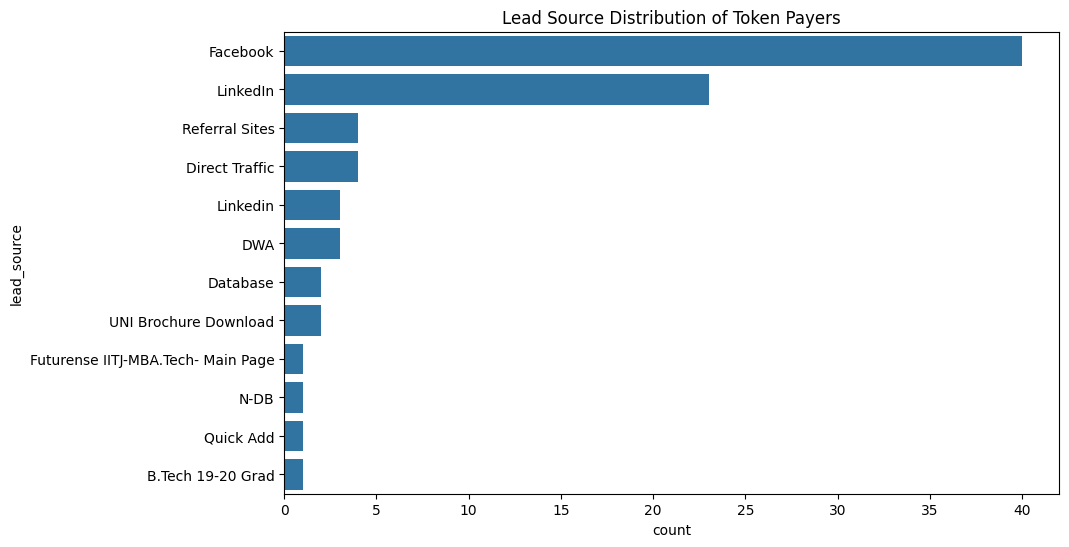 Lead Source Distribution of Token Payers
Facebook
LinkedIn
Referral Sites
Direct Traffic
Linkedin
DWA
Database
UNI Brochure Download
Futurense IITJ-MBA.Tech- Main Page
N-DB
Quick Add
B.Tech 19-20 Grad
lead_source
0 5 10 15 20 25 30 35 40
count